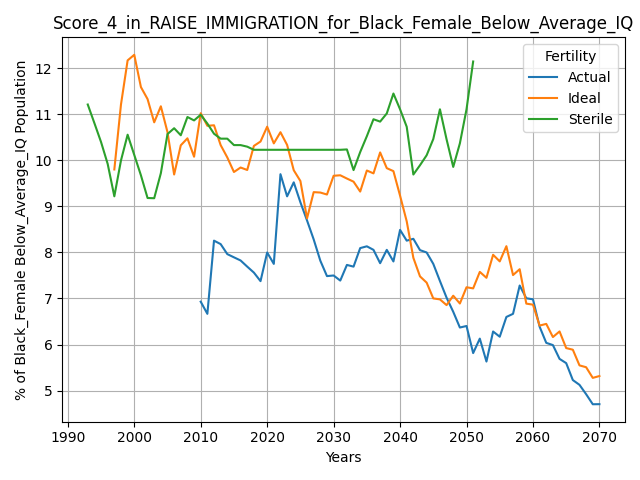 Score_4_in_RAISE_IMMIGRATION_for_Black_Female_Below_Average_IQ
% of Black_Female Below_Average_IQ Population
12
11
10
9
8
7
6
5
Fertility
Actual
Ideal
Sterile
1990 2000 2010 2020 2030 2040 2050 2060 2070
Years